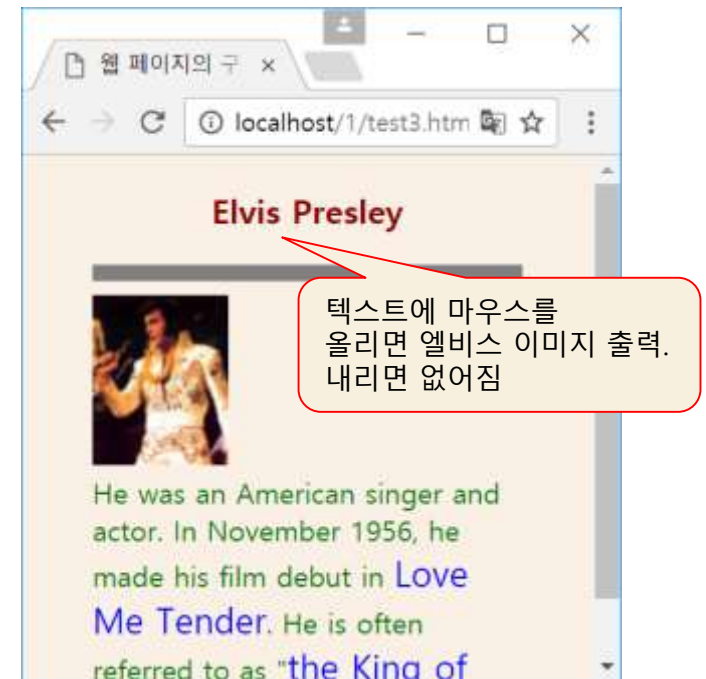 웹 페이지의 구
localhost/1/test3.htm
Elvis Presley
텍스트에 마우스를
올리면 엘비스 이미지 출력.
내리면 없어짐
He was an American singer and
actor. In November 1956, he
made his film debut in Love
Me Tender. He is often
referred to as "the King of